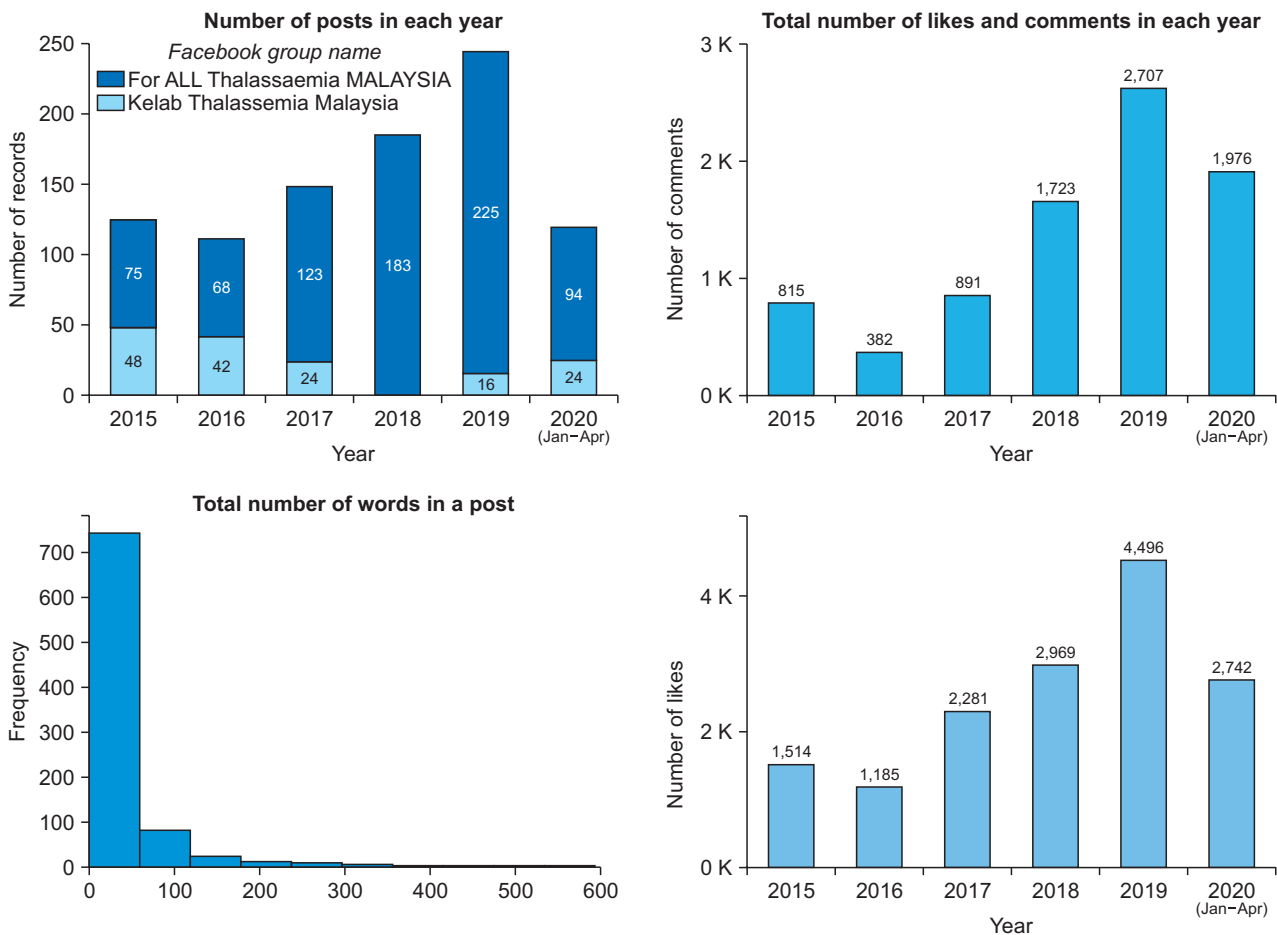 Number of posts in each year
Facebook group name
For ALL Thalassaemia MALAYSIA
Kelab Thalassemia Malaysia
Number of records
250
200
150
100
50
0
75
68
123
183
225
94
48
42
24
16
24
2015 2016 2017 2018 2019 2020
(Jan−Apr)
Year
Total number of likes and comments in each year
Number of comments
3 K
2 K
1 K
0 K
815
382
891
1,723
2,707
1,976
2015 2016 2017 2018 2019 2020
(Jan−Apr)
Year
Total number of words in a post
Frequency
700
600
500
400
300
200
100
0
0 100 200 300 400 500 600
Number of likes
4 K
2 K
0 K
1,514
1,185
2,281
2,969
4,496
2,742
2015 2016 2017 2018 2019 2020
(Jan−Apr)
Year